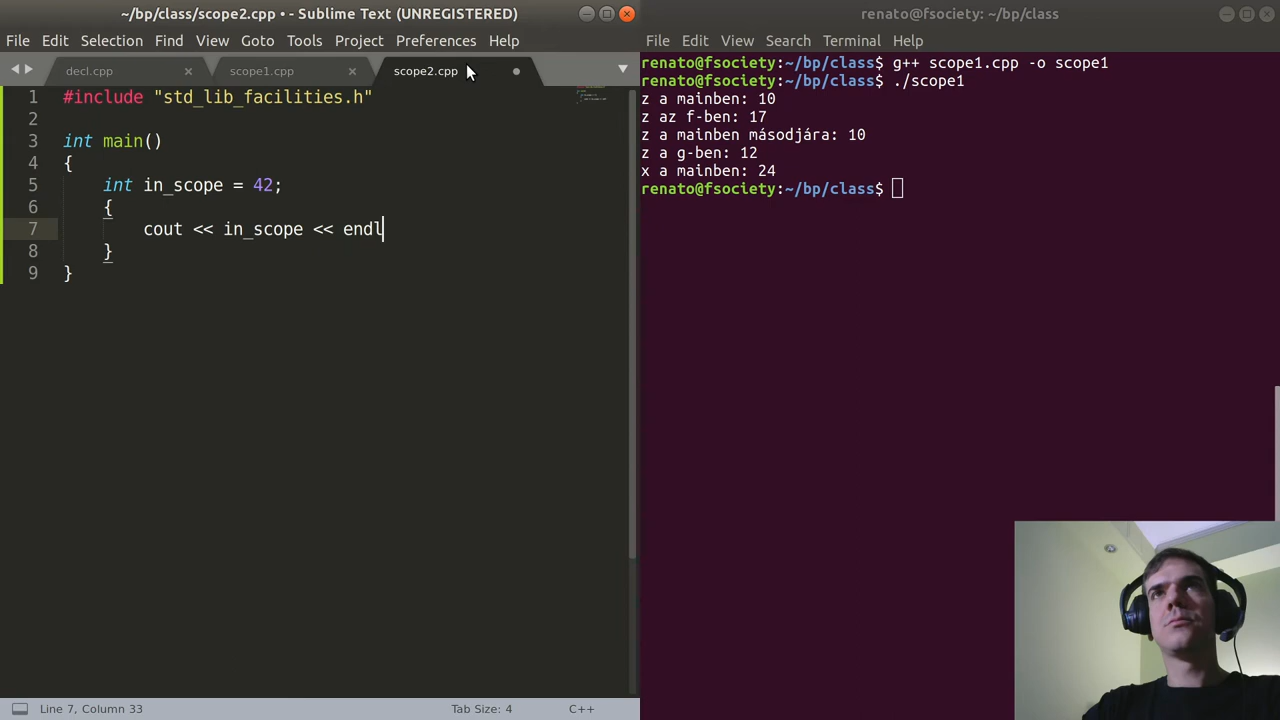 ~/bp/class/scope2.cpp • - Sublime Text (UNREGISTERED)
File Edit Selection Find View Goto Tools Project Preferences Help
decl.cpp scope1.cpp scope2.cpp
1 #include "std_lib_facilities.h"
2
3 int main()
4 {
5 int in_scope = 42;
6 {
7 cout << in_scope << endl
8 }
9 }
Line 7, Column 33 Tab Size: 4 C++
renato@fsociety: ~/bp/class
File Edit View Search Terminal Help
renato@fsociety:~/bp/class$ g++ scope1.cpp -o scope1
renato@fsociety:~/bp/class$ ./scope1
z a mainben: 10
z az f-ben: 17
z a mainben másodjára: 10
z a g-ben: 12
x a mainben: 24
renato@fsociety:~/bp/class$